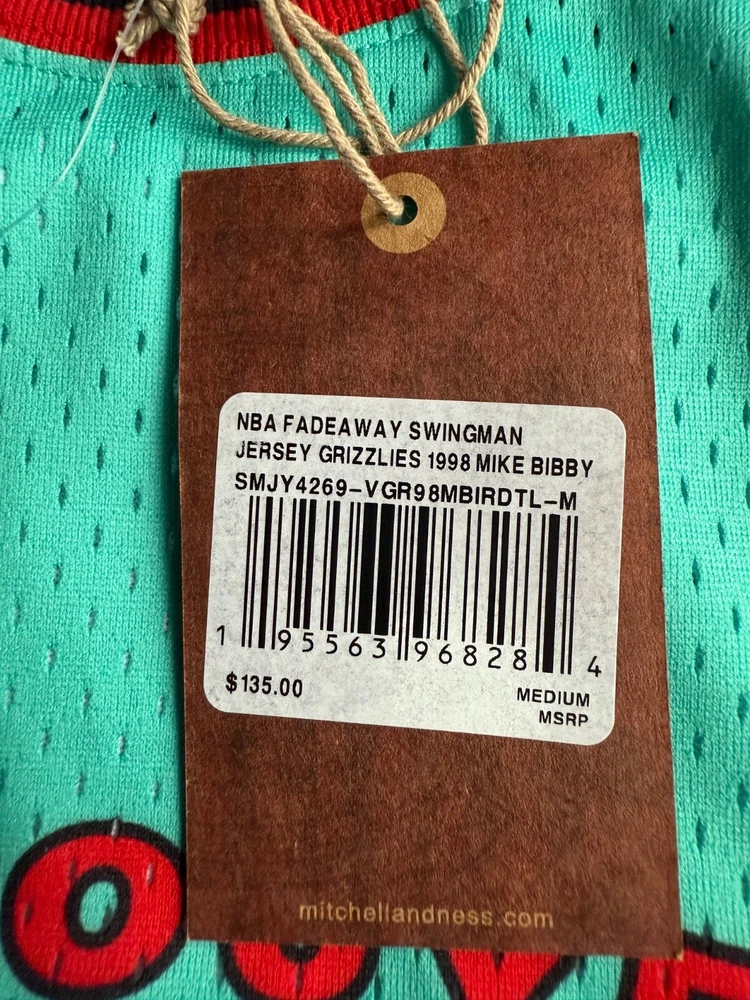 NBA FADEAWAY SWINGMAN
JERSEY GRIZZLIES 1998 MIKE BIBBY
SMJY4269-VGR98MBIRDTL-M
1 95563 96828 4
$135.00
MEDIUM
MSRP
mitchellandness.com